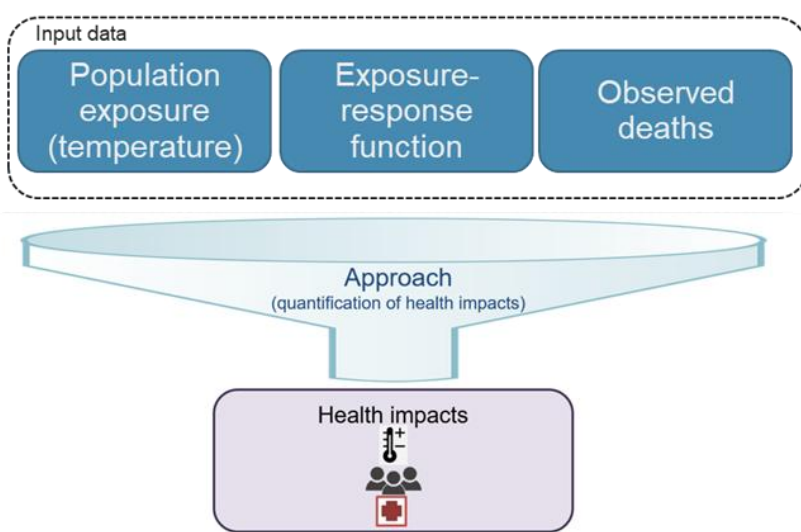 Input data
Population
exposure
(temperature)
Exposure-
response
function
Observed
deaths
Approach
(quantification of health impacts)
Health impacts